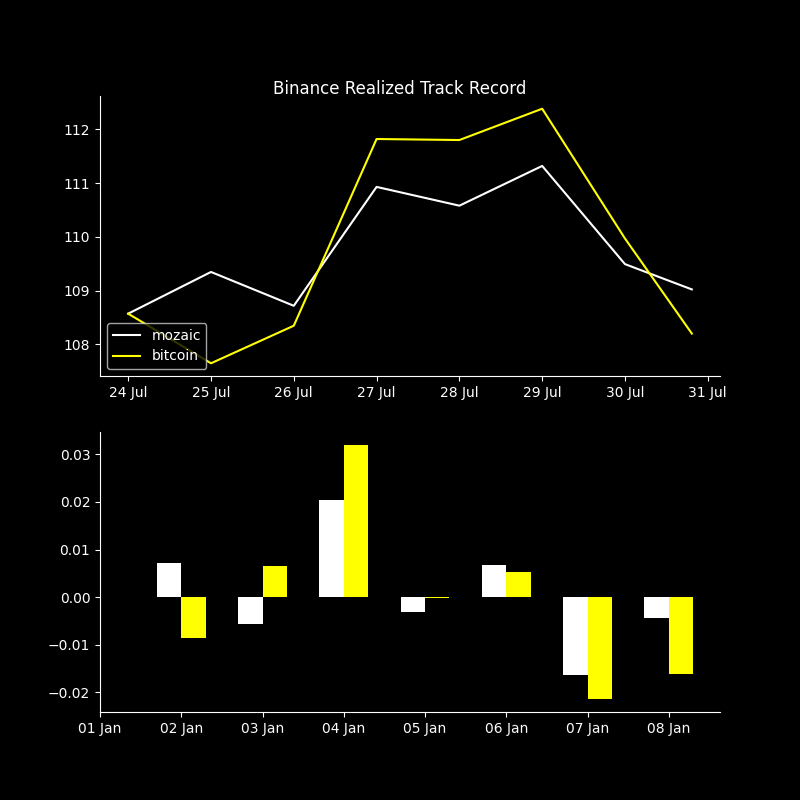 Binance Realized Track Record
112
111
110
109
108
mozaic
bitcoin
24 Jul 25 Jul 26 Jul 27 Jul 28 Jul 29 Jul 30 Jul 31 Jul
0.03
0.02
0.01
0.00
−0.01
−0.02
01 Jan 02 Jan 03 Jan 04 Jan 05 Jan 06 Jan 07 Jan 08 Jan